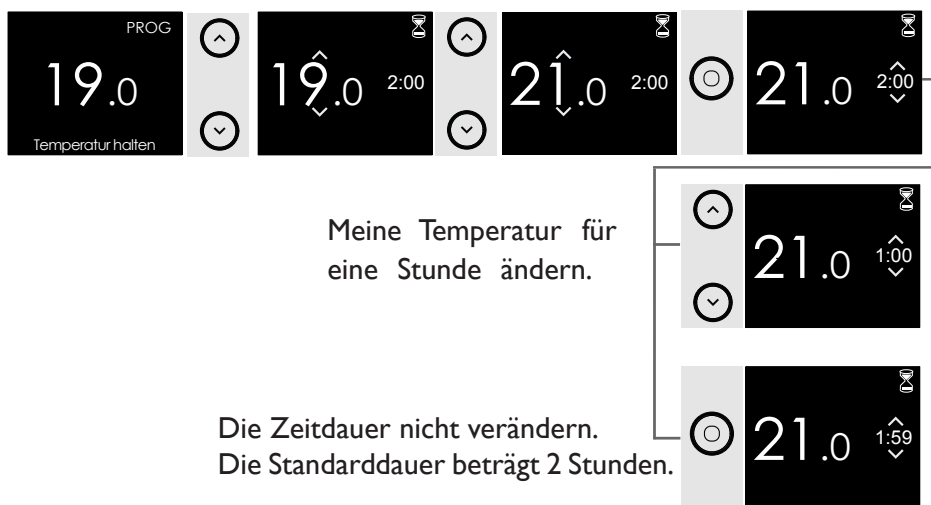 PROG
19.0
Temperatur halten
19.0 2:00
21.0 2:00
21.0 2:00
Meine Temperatur für
eine Stunde ändern.
21.0 1:00
Die Zeitdauer nicht verändern.
Die Standarddauer beträgt 2 Stunden.
21.0 1:59